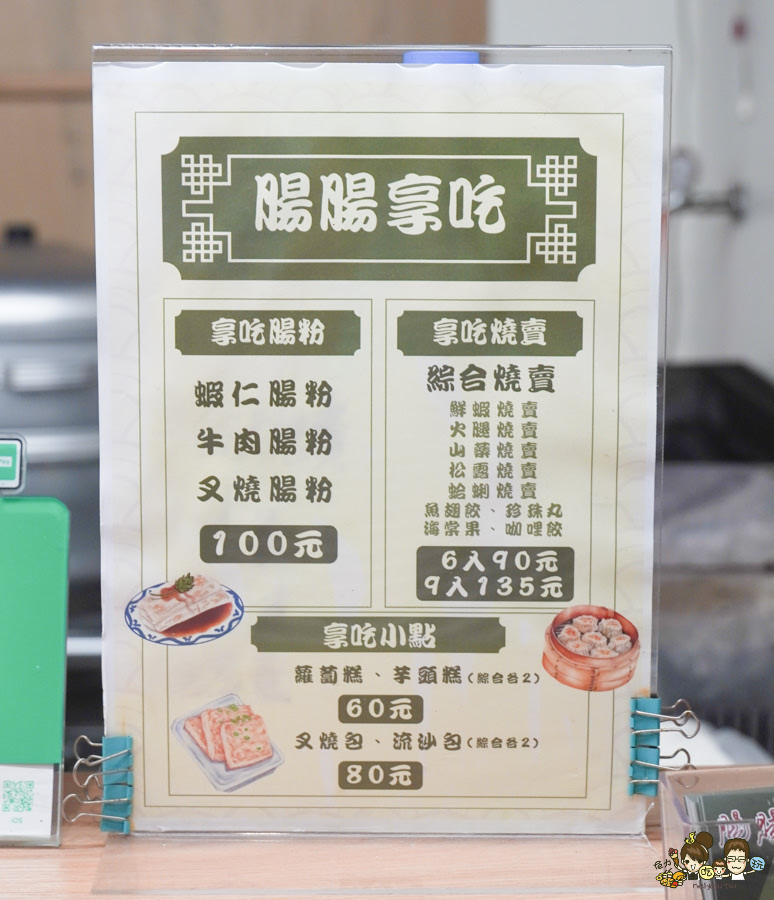 腸腸享吃
享吃腸粉
蝦仁腸粉
牛肉腸粉
叉燒腸粉
100元
享吃燒賣
綜合燒賣
鮮蝦燒賣
火腿燒賣
山藥燒賣
松露燒賣
蛤蜊燒賣
魚翅餃、珍珠丸
海棠果、咖哩餃
6入90元
9入135元
享吃小點
蘿蔔糕、芋頭糕(綜合各2)
60元
叉燒包、流沙包(綜合各2)
80元